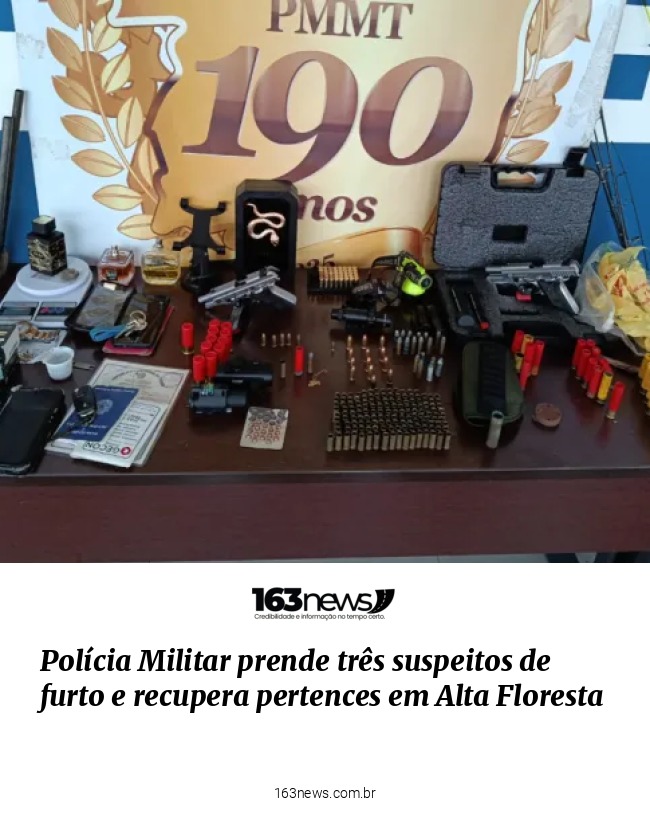 PMMT
190
nos
GECON
163news
Credibilidade e informação no tempo certo.
Polícia Militar prende três suspeitos de
furto e recupera pertences em Alta Floresta
163news.com.br